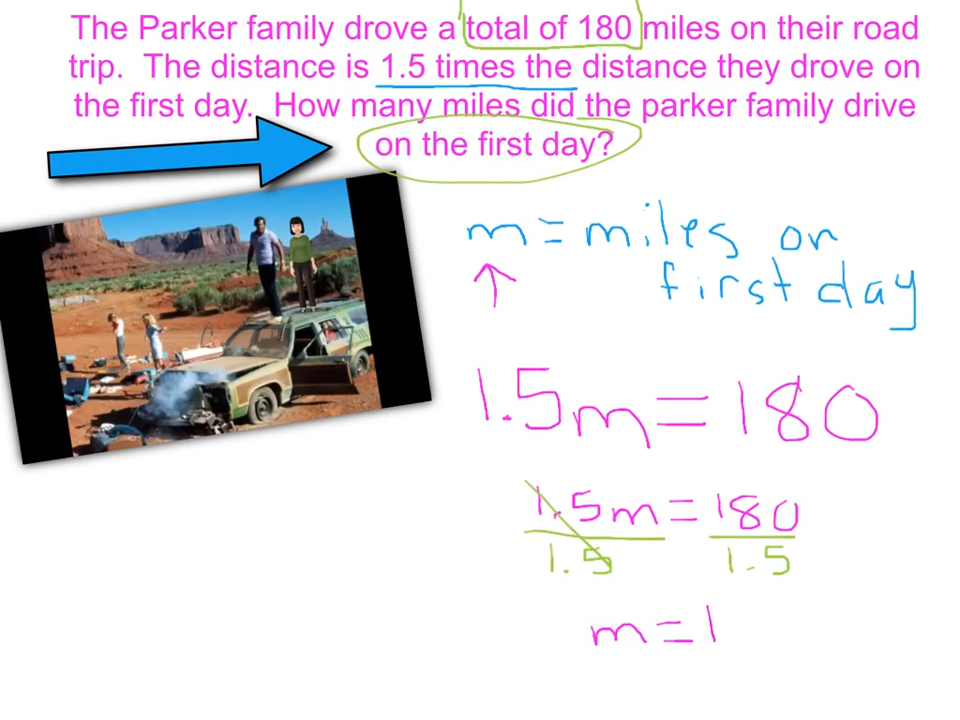 The Parker family drove a total of 180 miles on their road
trip. The distance is 1.5 times the distance they drove on
the first day. How many miles did the parker family drive
on the first day?
m = miles on
first day
1.5m = 180
1.5m = 180
1.5 1.5
m = 1